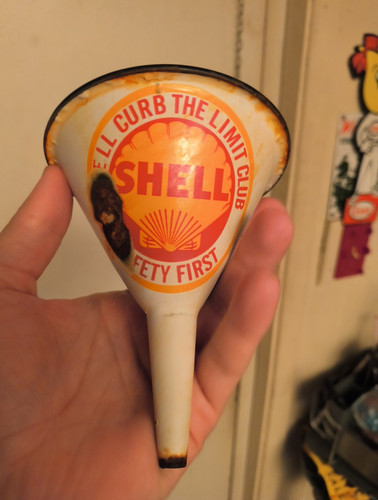 ELL CURB THE LIMIT CLUB
SHELL
FETY FIRST